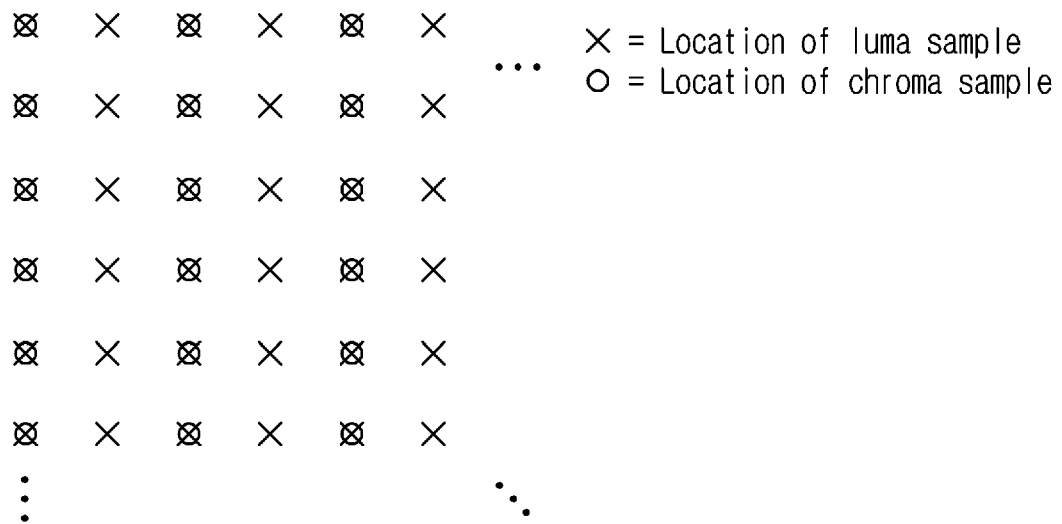 × = Location of luma sample
○ = Location of chroma sample